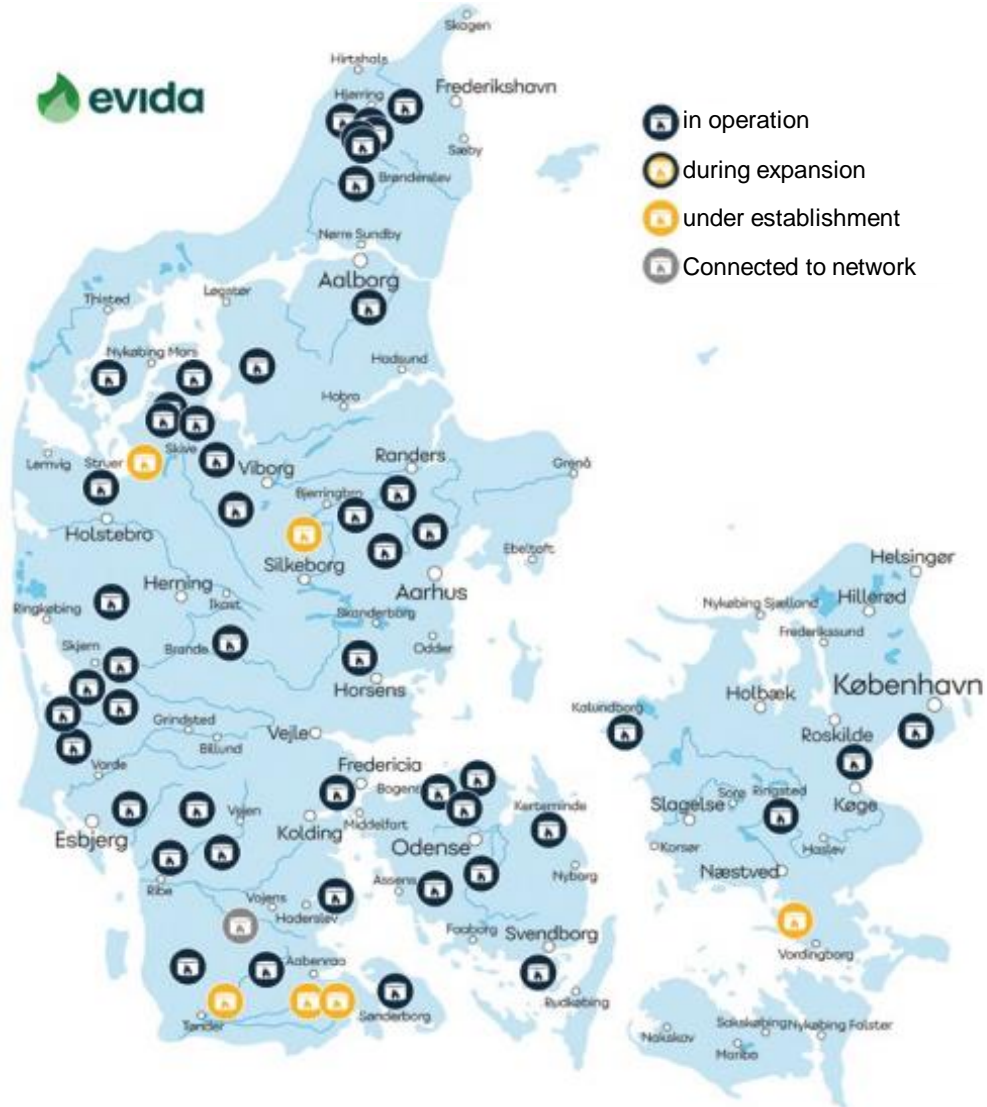 evida
Skagen
Hirtshals
Hjørring
Frederikshavn
Sæby
Brønderslev
Nørre Sundby
Aalborg
Thisted
Løgstør
Nykøbing Mors
Hadsund
Hobro
Lemvig
Struer
Skive
Viborg
Randers
Grenå
Bjerringbro
Holstebro
Silkeborg
Ebeltoft
Herning
Ikast
Aarhus
Ringkøbing
Skanderborg
Skjern
Brande
Odder
Horsens
Grindsted
Billund
Vejle
Varde
Fredericia
Bogens
Esbjerg
Vejen
Kolding
Middelfart
Kerteminde
Odense
Ribe
Assens
Nyborg
Vojens
Haderslev
Faaborg
Svendborg
Aabenraa
Rudkøbing
Tønder
Sønderborg
in operation
during expansion
under establishment
Connected to network
Helsingør
Nykøbing Sjælland
Hillerød
Frederikssund
Holbæk
København
Kalundborg
Roskilde
Slagelse
Sorø
Ringsted
Køge
Korsør
Haslev
Næstved
Vordingborg
Nakskov
Sakskøbing
Nykøbing Falster
Maribo